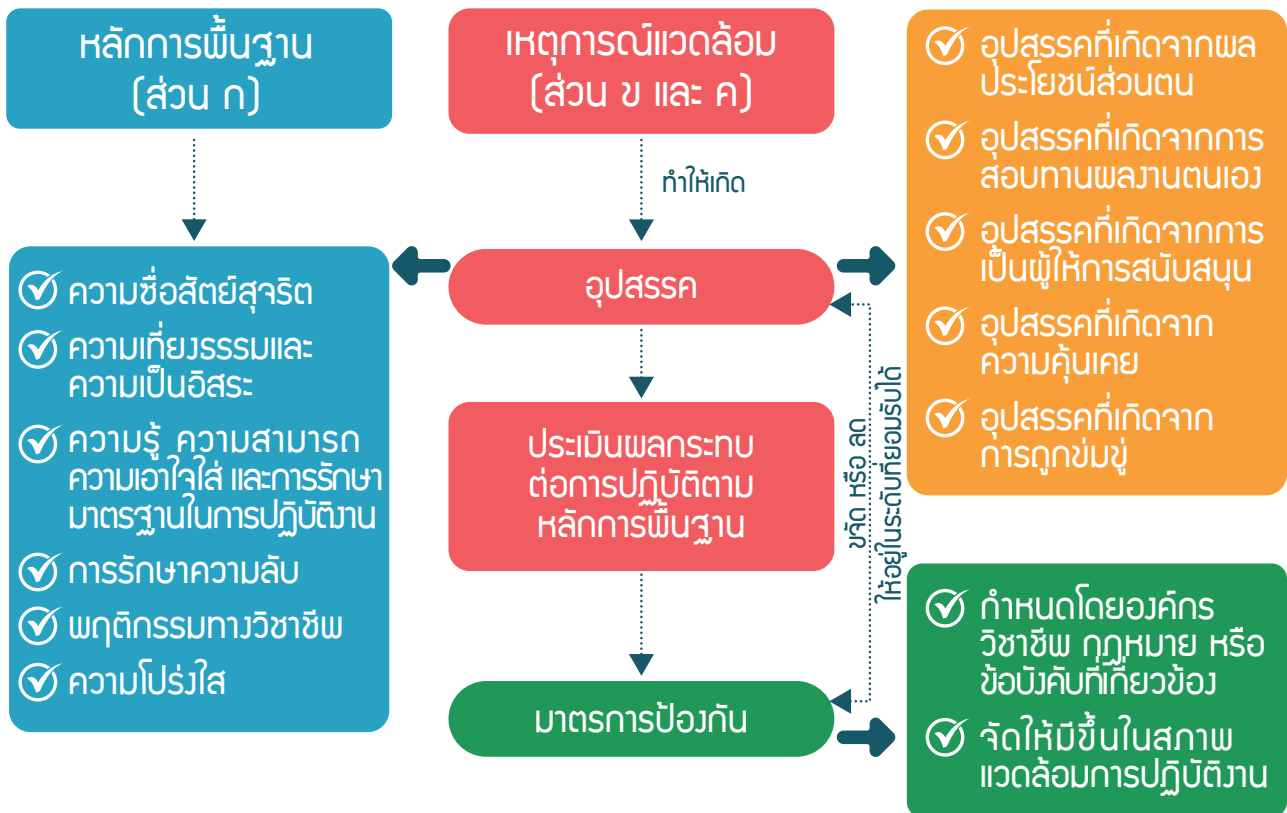 หลักการพื้นฐาน
(ส่วน ก)
ความซื่อสัตย์สุจริต
ความเที่ยงธรรมและ
ความเป็นอิสระ
ความรู้ ความสามารถ
ความเอาใจใส่ และการรักษา
มาตรฐานในการปฏิบัติงาน
การรักษาความลับ
พฤติกรรมทางวิชาชีพ
ความโปร่งใส
เหตุการณ์แวดล้อม
(ส่วน ข และ ค)
ทำให้เกิด
อุปสรรค
ประเมินผลกระทบ
ต่อการปฏิบัติตาม
หลักการพื้นฐาน
มาตรการป้องกัน
ขจัด หรือ ลด
ให้อยู่ในระดับที่ยอมรับได้
อุปสรรคที่เกิดจากผล
ประโยชน์ส่วนตน
อุปสรรคที่เกิดจากการ
สอบทานผลงานตนเอง
อุปสรรคที่เกิดจากการ
เป็นผู้ให้การสนับสนุน
อุปสรรคที่เกิดจาก
ความคุ้นเคย
อุปสรรคที่เกิดจาก
การถูกข่มขู่
กำหนดโดยองค์กร
วิชาชีพ กฎหมาย หรือ
ข้อบังคับที่เกี่ยวข้อง
จัดให้มีขึ้นในสภาพ
แวดล้อมการปฏิบัติงาน